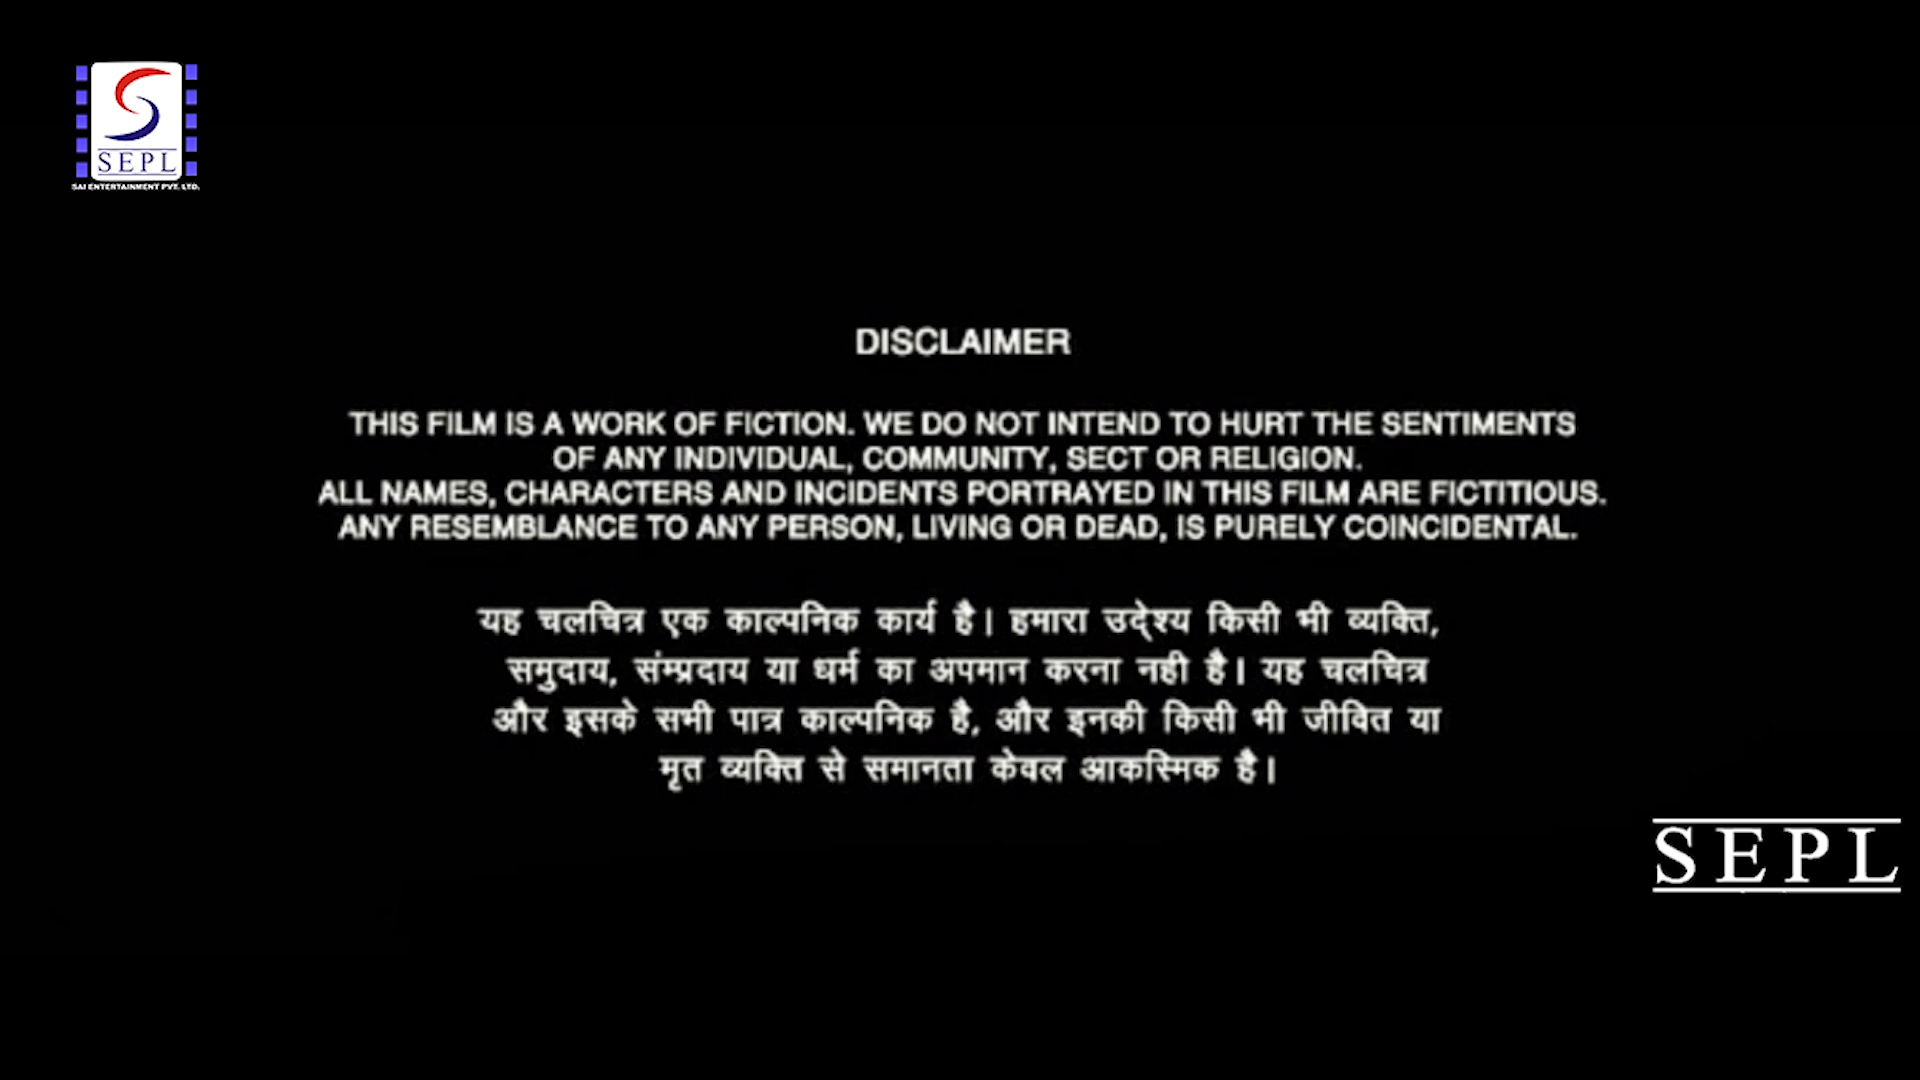 SEPL
SAI ENTERTAINMENT PVT. LTD.
DISCLAIMER
THIS FILM IS A WORK OF FICTION. WE DO NOT INTEND TO HURT THE SENTIMENTS
OF ANY INDIVIDUAL, COMMUNITY, SECT OR RELIGION.
ALL NAMES, CHARACTERS AND INCIDENTS PORTRAYED IN THIS FILM ARE FICTITIOUS.
ANY RESEMBLANCE TO ANY PERSON, LIVING OR DEAD, IS PURELY COINCIDENTAL.
यह चलचित्र एक काल्पनिक कार्य है। हमारा उदे्श्य किसी भी व्यक्ति,
समुदाय, संम्प्रदाय या धर्म का अपमान करना नही है। यह चलचित्र
और इसके सभी पात्र काल्पनिक है, और इनकी किसी भी जीवित या
मृत व्यक्ति से समानता केवल आकस्मिक है।
SEPL